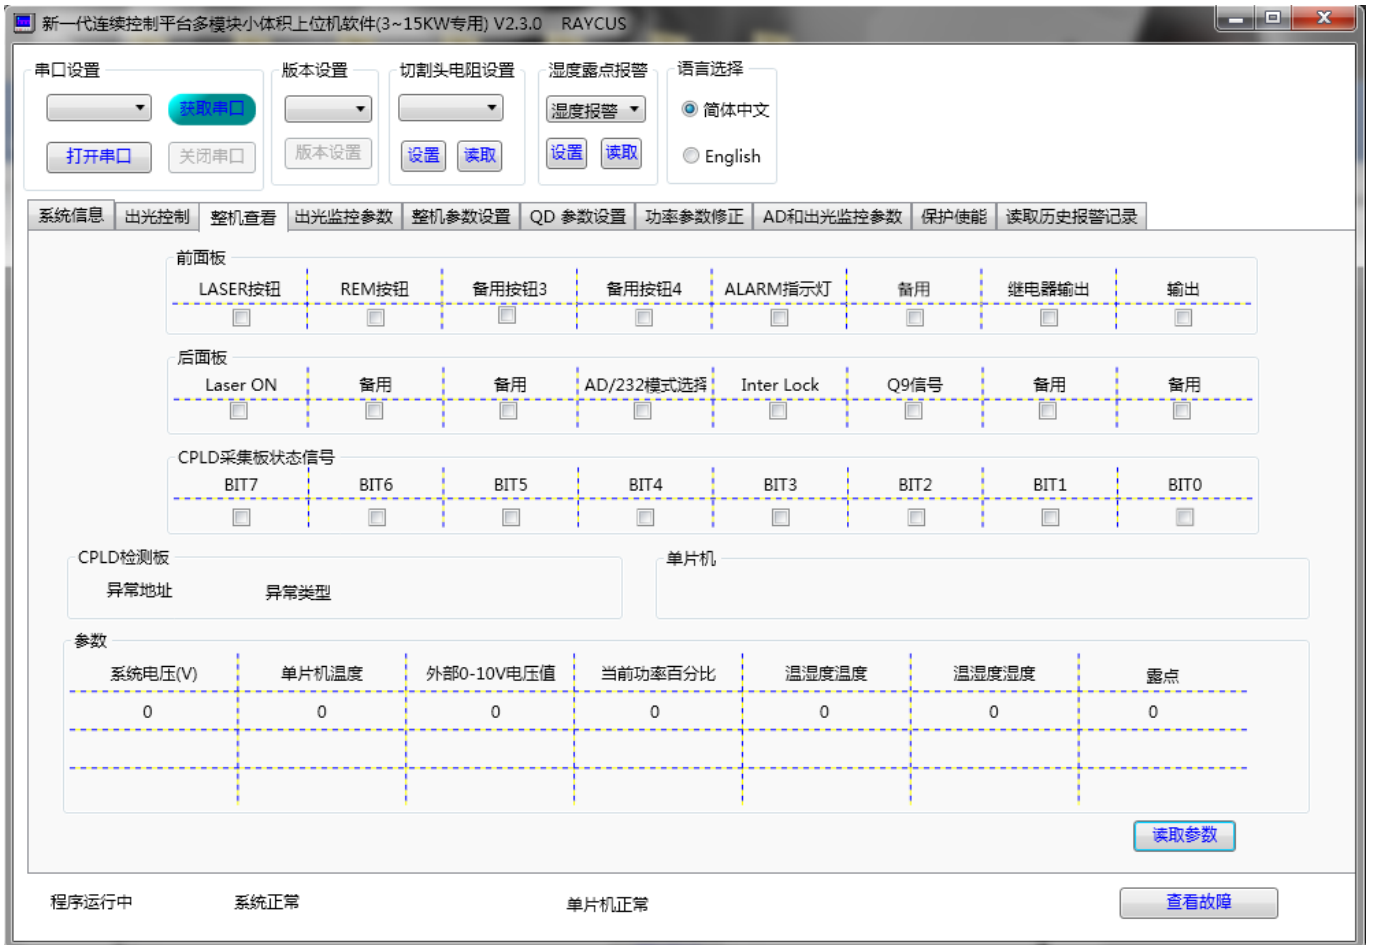 新一代连续控制平台多模块小体积上位机软件(3~15KW专用) V2.3.0 RAYCUS
串口设置 版本设置 切割头电阻设置 湿度露点报警 语言选择
获取串口 湿度报警 简体中文
打开串口 关闭串口 版本设置 设置 读取 设置 读取 English
系统信息 出光控制 整机查看 出光监控参数 整机参数设置 QD 参数设置 功率参数修正 AD和出光监控参数 保护使能 读取历史报警记录
前面板
LASER按钮 REM按钮 备用按钮3 备用按钮4 ALARM指示灯 备用 继电器输出 输出
后面板
Laser ON 备用 备用 AD/232模式选择 Inter Lock Q9信号 备用 备用
CPLD采集板状态信号
BIT7 BIT6 BIT5 BIT4 BIT3 BIT2 BIT1 BIT0
CPLD检测板 单片机
异常地址 异常类型
参数
系统电压(V) 单片机温度 外部0-10V电压值 当前功率百分比 温湿度温度 温湿度湿度 露点
0 0 0 0 0 0 0
读取参数
程序运行中 系统正常 单片机正常 查看故障